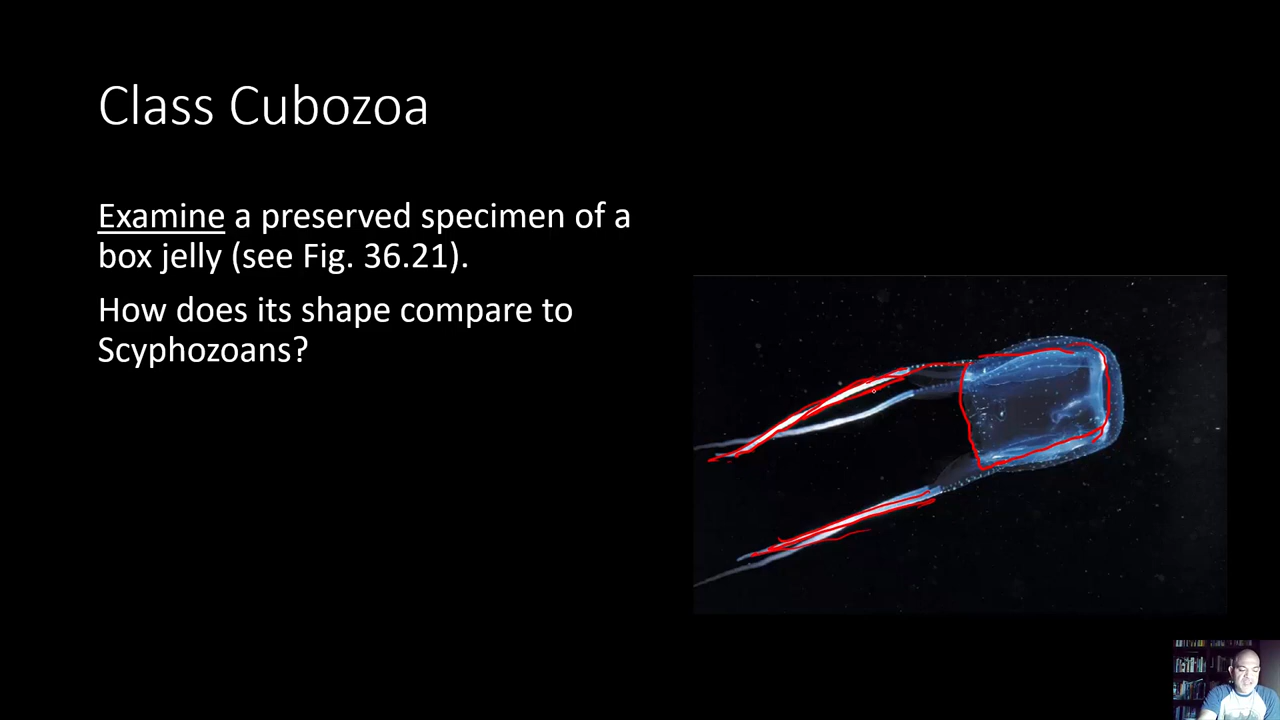 Class Cubozoa
Examine a preserved specimen of a
box jelly (see Fig. 36.21).
How does its shape compare to
Scyphozoans?